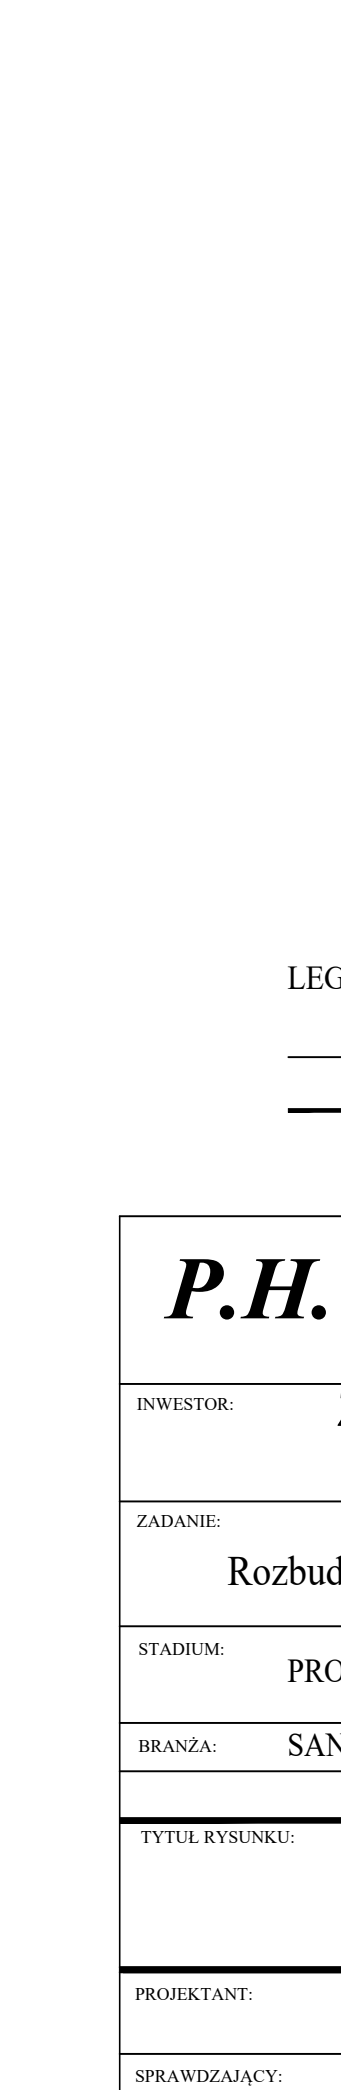 LEG
P.H.
INWESTOR:
ZADANIE:
Rozbud
STADIUM:
PRO
BRANŻA:
SAN
TYTUŁ RYSUNKU:
PROJEKTANT:
SPRAWDZAJĄCY: